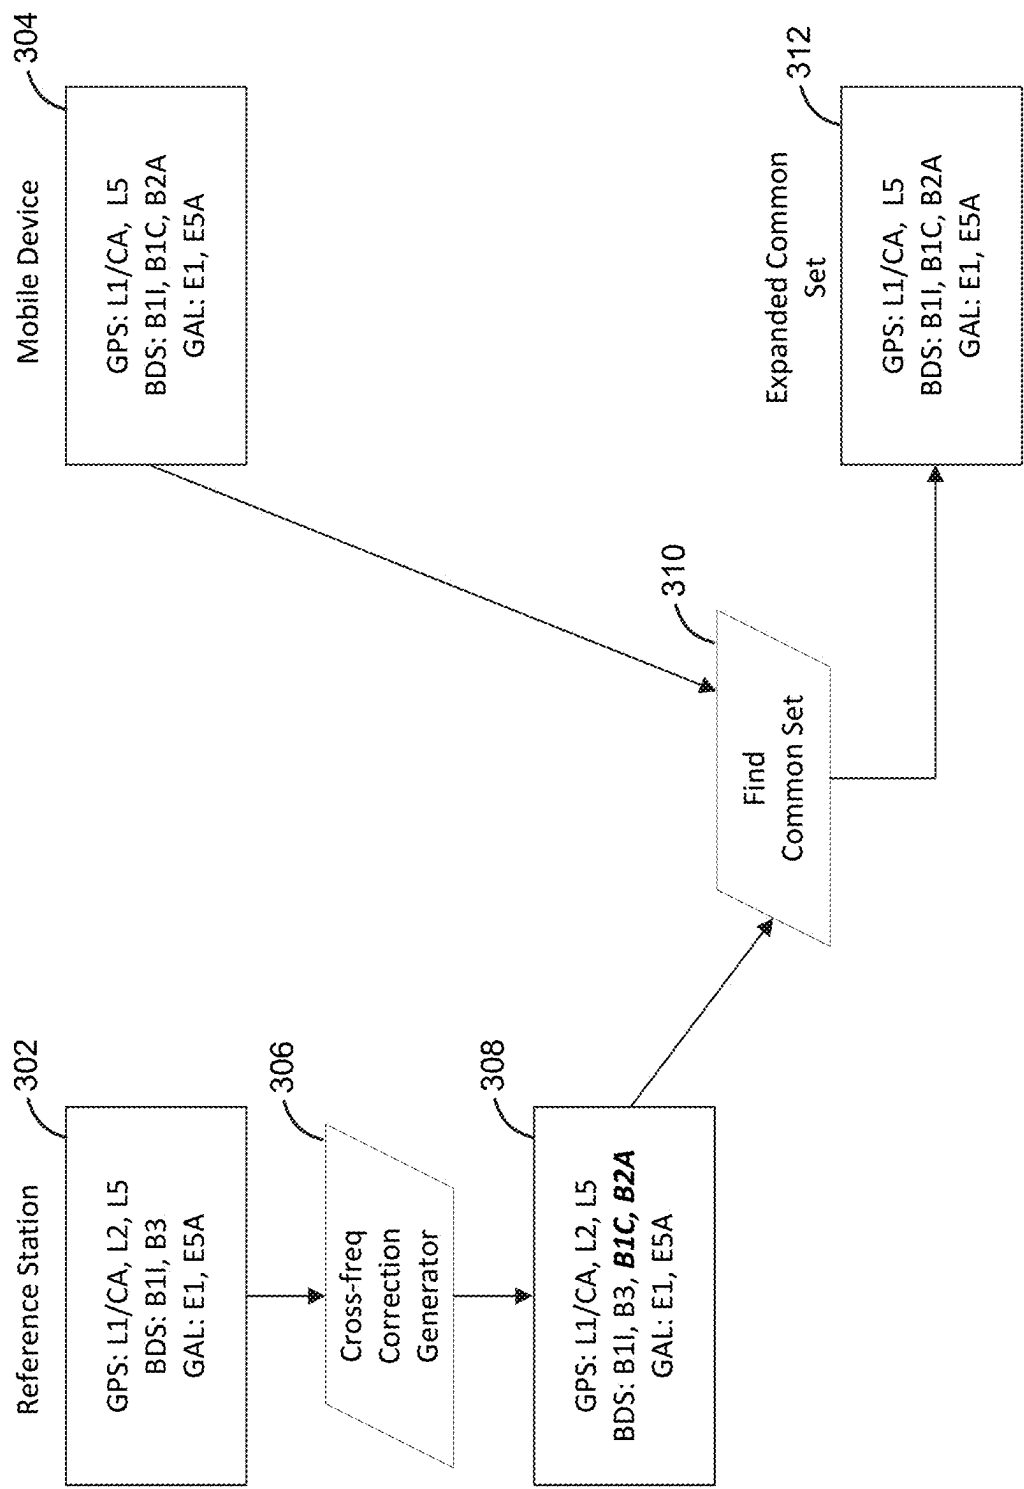 Reference Station
302
GPS: L1/CA, L2, L5
BDS: B1I, B3
GAL: E1, E5A
Mobile Device
304
GPS: L1/CA, L5
BDS: B1I, B1C, B2A
GAL: E1, E5A
306
Cross-freq
Correction
Generator
308
GPS: L1/CA, L2, L5
BDS: B1I, B3, B1C, B2A
GAL: E1, E5A
310
Find
Common Set
Expanded Common
Set
312
GPS: L1/CA, L5
BDS: B1I, B1C, B2A
GAL: E1, E5A